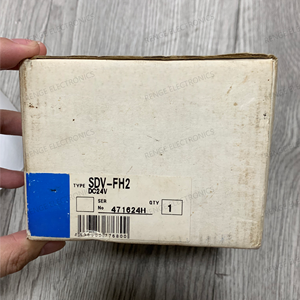 TYPE SDV-FH2
DC24V
SER
No 471624H
QTY
1